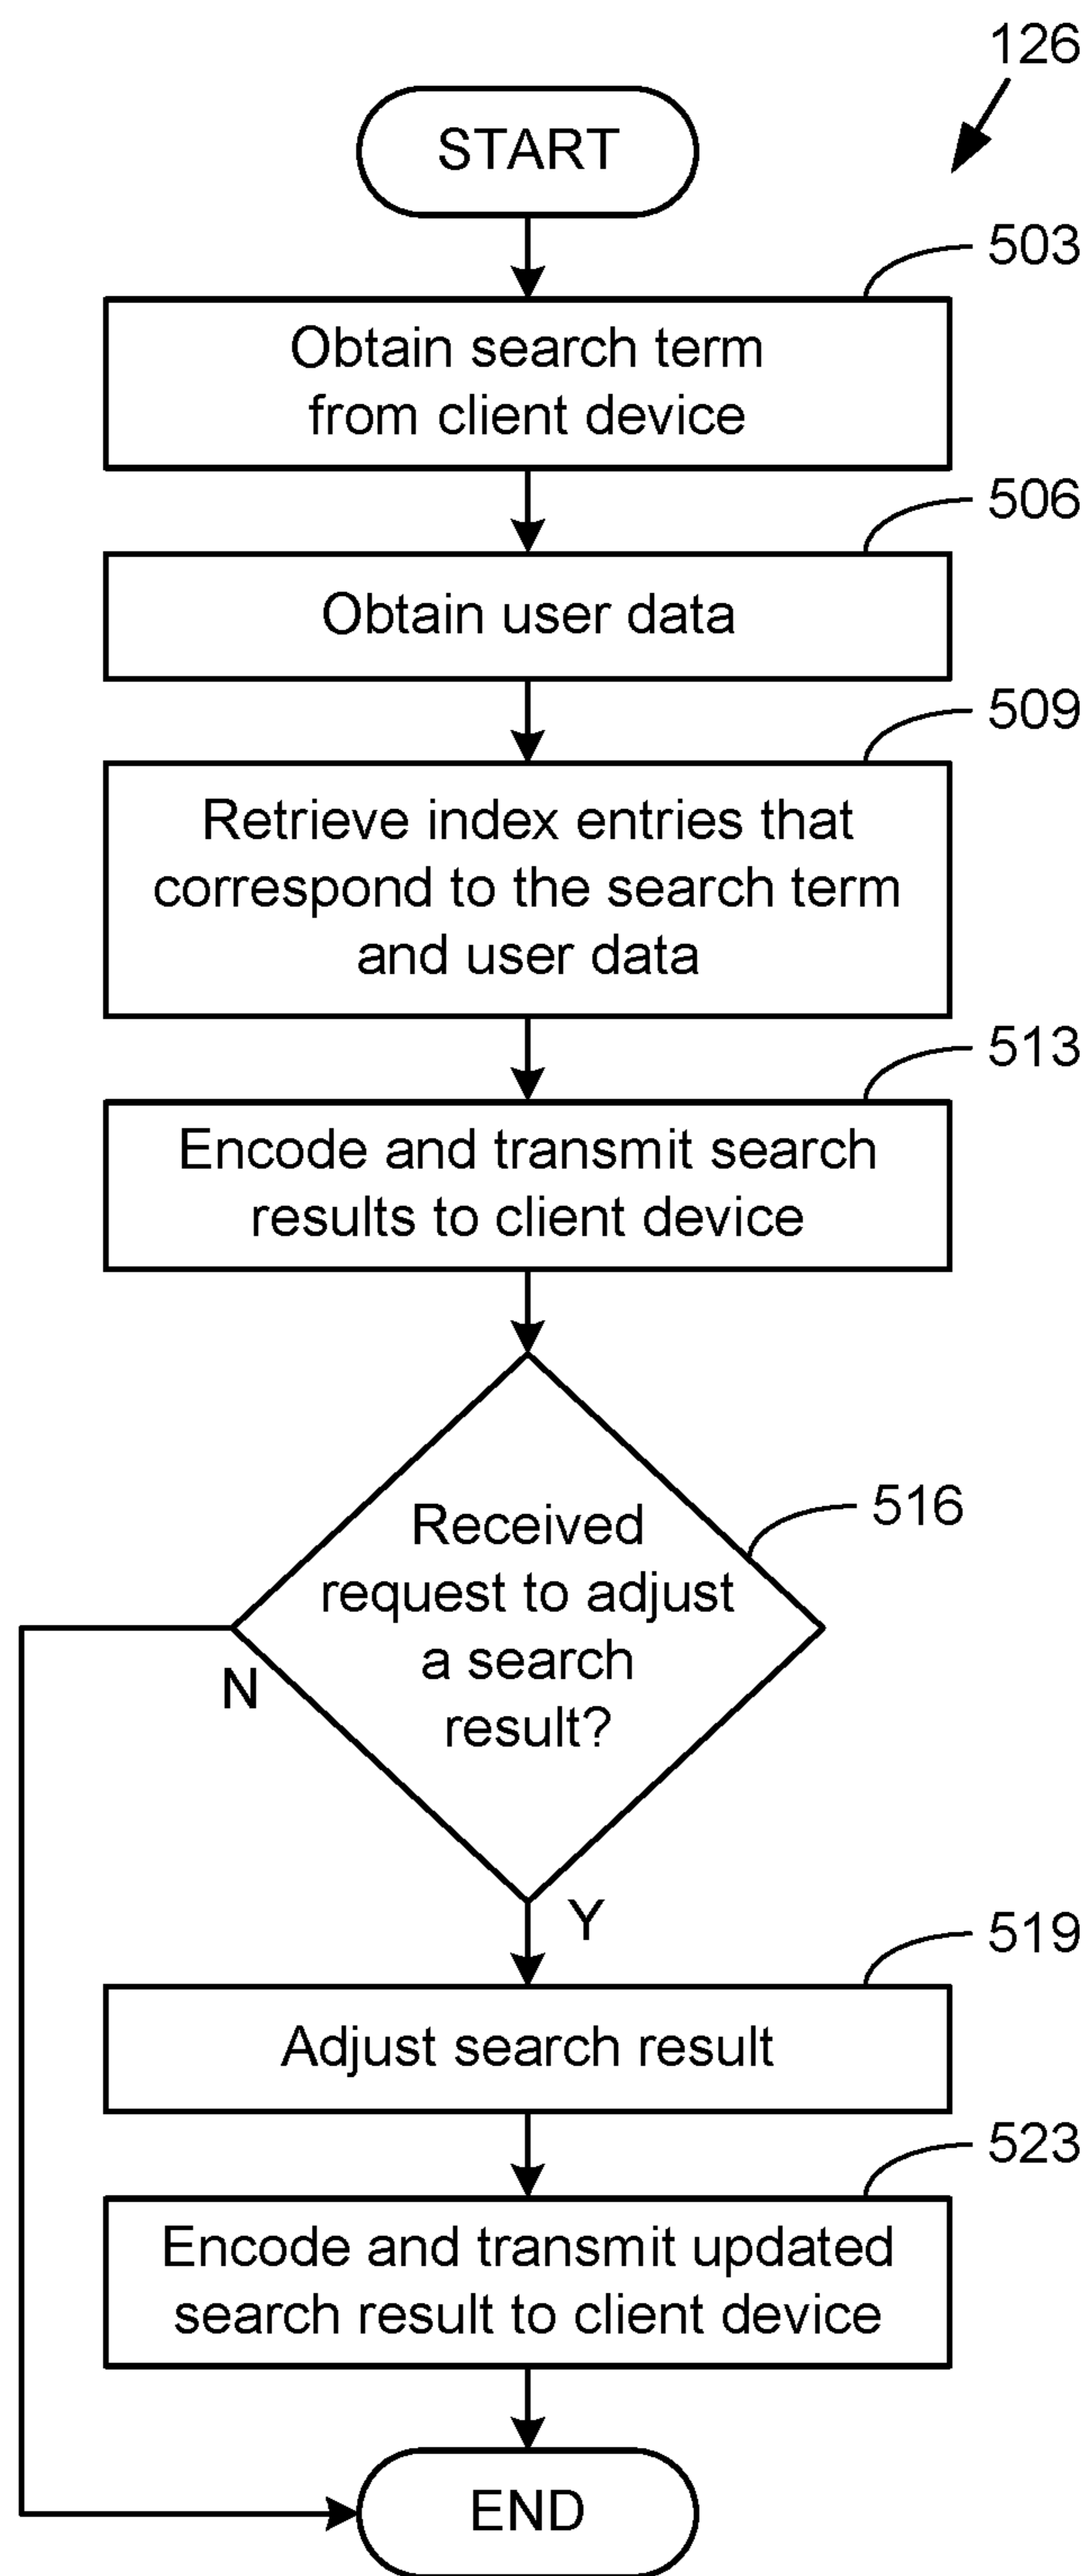 126
START
503
Obtain search term
from client device
506
Obtain user data
509
Retrieve index entries that
correspond to the search term
and user data
513
Encode and transmit search
results to client device
516
Received
request to adjust
a search
result?
N
Y
519
Adjust search result
523
Encode and transmit updated
search result to client device
END